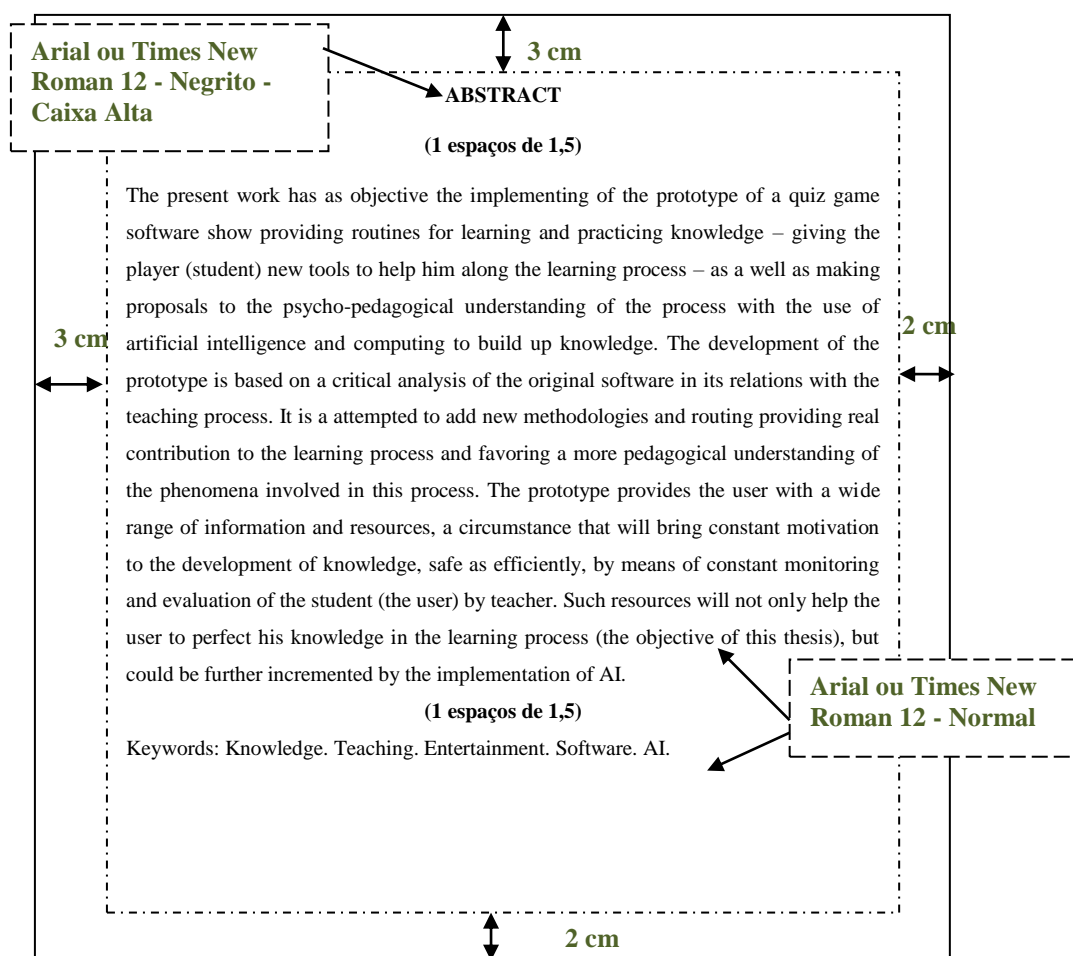 Arial ou Times New
Roman 12 - Negrito -
Caixa Alta
3 cm
ABSTRACT
(1 espaços de 1,5)
The present work has as objective the implementing of the prototype of a quiz game
software show providing routines for learning and practicing knowledge – giving the
player (student) new tools to help him along the learning process – as a well as making
proposals to the psycho-pedagogical understanding of the process with the use of
artificial intelligence and computing to build up knowledge. The development of the
prototype is based on a critical analysis of the original software in its relations with the
teaching process. It is a attempted to add new methodologies and routing providing real
contribution to the learning process and favoring a more pedagogical understanding of
the phenomena involved in this process. The prototype provides the user with a wide
range of information and resources, a circumstance that will bring constant motivation
to the development of knowledge, safe as efficiently, by means of constant monitoring
and evaluation of the student (the user) by teacher. Such resources will not only help the
user to perfect his knowledge in the learning process (the objective of this thesis), but
could be further incremented by the implementation of AI.
(1 espaços de 1,5)
Keywords: Knowledge. Teaching. Entertainment. Software. AI.
3 cm
2 cm
Arial ou Times New
Roman 12 - Normal
2 cm